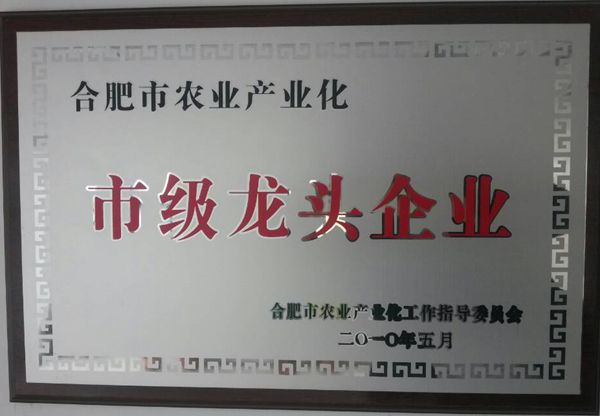 合肥市农业产业化
市级龙头企业
合肥市农业产业化工作指导委员会
二〇一〇年五月